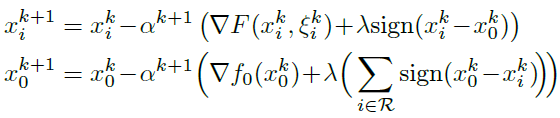 x_i^{k+1} = x_i^k − α^{k+1} (∇F(x_i^k, ξ_i^k) + λsign(x_i^k − x_0^k))
x_0^{k+1} = x_0^k − α^{k+1} (∇f_0(x_0^k) + λ(∑_{i∈ℛ} sign(x_0^k − x_i^k)))